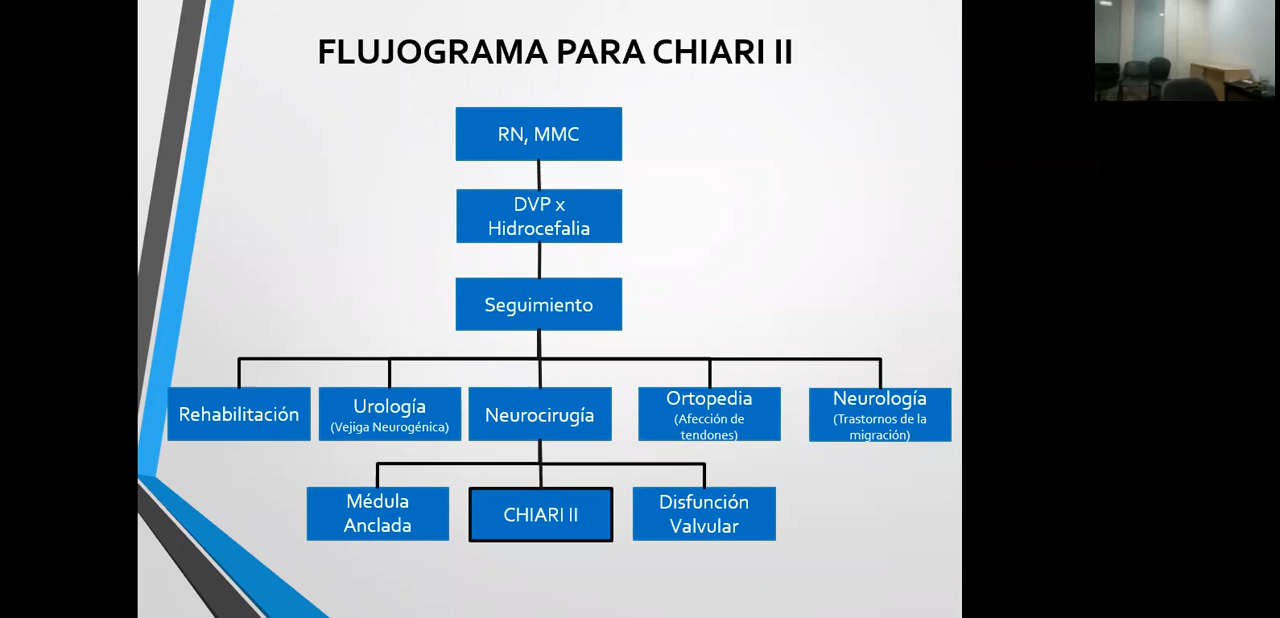 FLUJOGRAMA PARA CHIARI II
RN, MMC
DVP x
Hidrocefalia
Seguimiento
Rehabilitación
Urología
(Vejiga Neurogénica)
Neurocirugía
Ortopedia
(Afección de
tendones)
Neurología
(Trastornos de la
migración)
Médula
Anclada
CHIARI II
Disfunción
Valvular